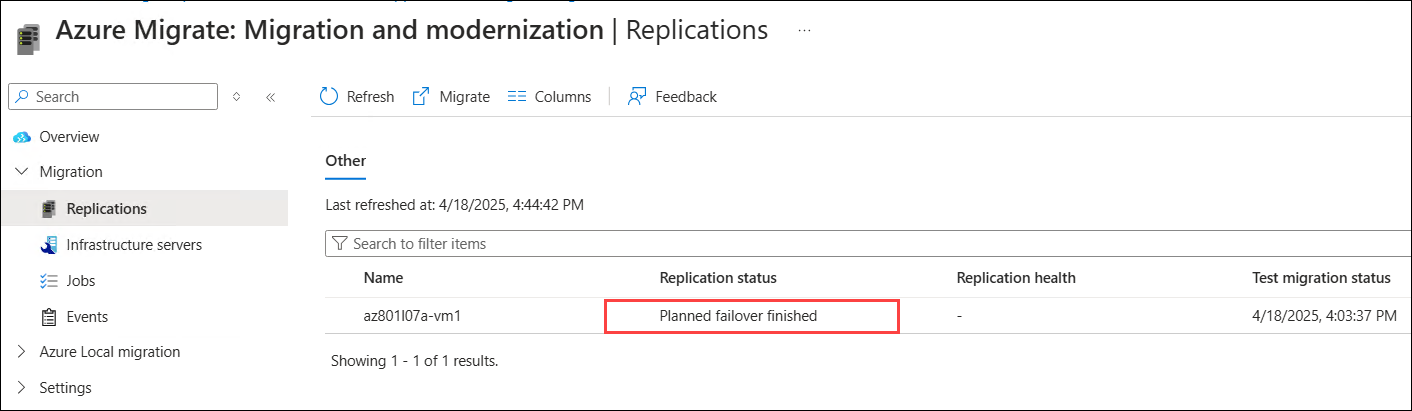 Azure Migrate: Migration and modernization | Replications ...
Search
Refresh Migrate Columns Feedback
Overview
Migration
Replications
Infrastructure servers
Jobs
Events
Azure Local migration
Settings
Other
Last refreshed at: 4/18/2025, 4:44:42 PM
Search to filter items
Name Replication status Replication health Test migration status
az801l07a-vm1 Planned failover finished - 4/18/2025, 4:03:37 PM
Showing 1 - 1 of 1 results.